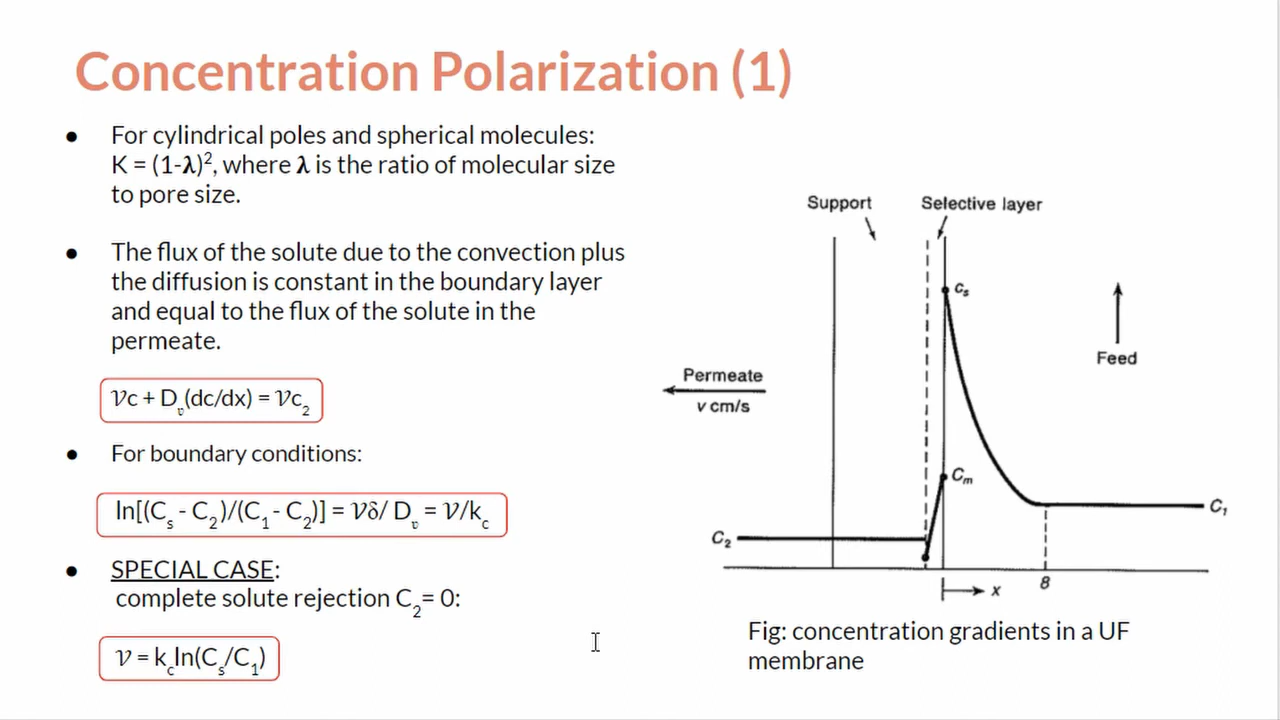 Concentration Polarization (1)
● For cylindrical poles and spherical molecules:
K = (1-λ)², where λ is the ratio of molecular size
to pore size.
● The flux of the solute due to the convection plus
the diffusion is constant in the boundary layer
and equal to the flux of the solute in the
permeate.
𝒱c + Dᵥ(dc/dx) = 𝒱c₂
● For boundary conditions:
ln[(Cₛ - C₂)/(C₁ - C₂)] = 𝒱δ/ Dᵥ = 𝒱/k_c
● SPECIAL CASE:
complete solute rejection C₂= 0:
𝒱 = k_cln(Cₛ/C₁)
Support
Selective layer
cₛ
Feed
Permeate
v cm/s
Cₘ
C₁
C₂
x
8
Fig: concentration gradients in a UF
membrane